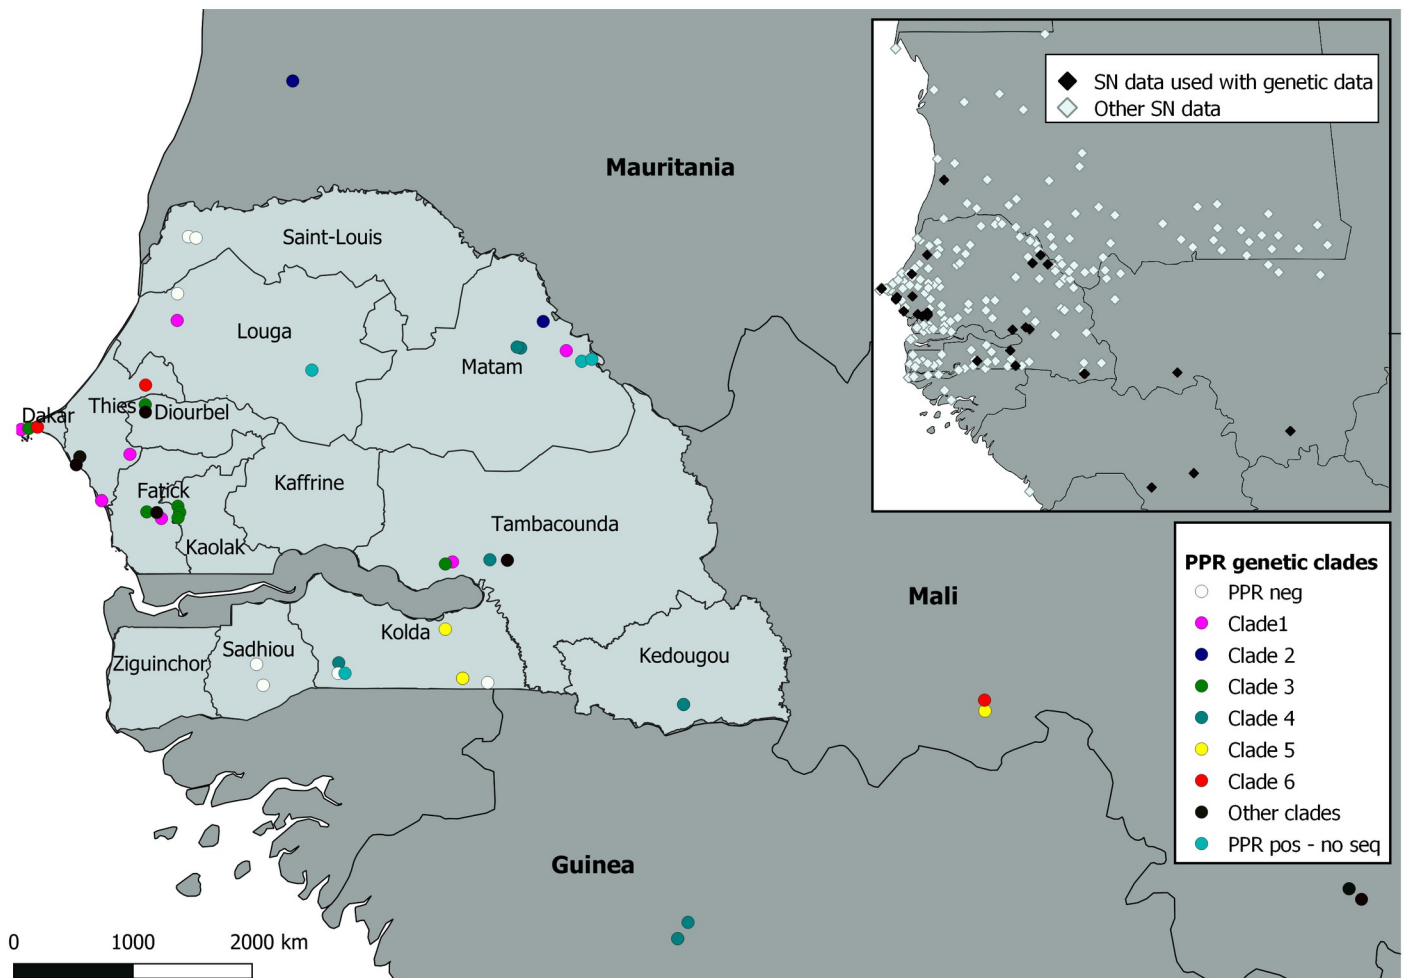 SN data used with genetic data
Other SN data
Mauritania
Saint-Louis
Louga
Matam
Dakar
Thies
Diourbel
Fatick
Kaffrine
Kaolak
Tambacounda
Mali
Kolda
Sadhiou
Ziguinchor
Kedougou
Guinea
PPR genetic clades
PPR neg
Clade1
Clade 2
Clade 3
Clade 4
Clade 5
Clade 6
Other clades
PPR pos - no seq
0 1000 2000 km